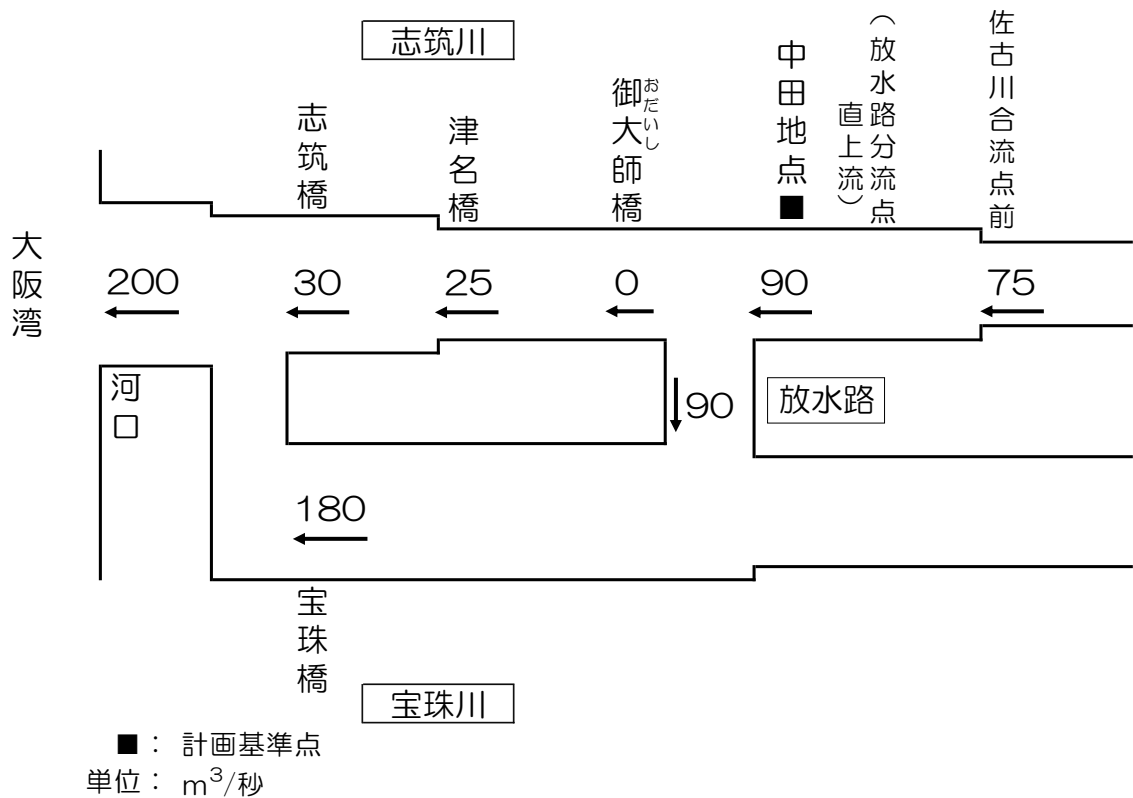 志筑川
志筑橋
津名橋
御大師橋
おだいし
中田地点■
（放水路分流点
直上流）
佐古川合流点前
大阪湾
200
30
25
0
90
75
河口
90
放水路
180
宝珠橋
宝珠川
■： 計画基準点
単位： m³/秒